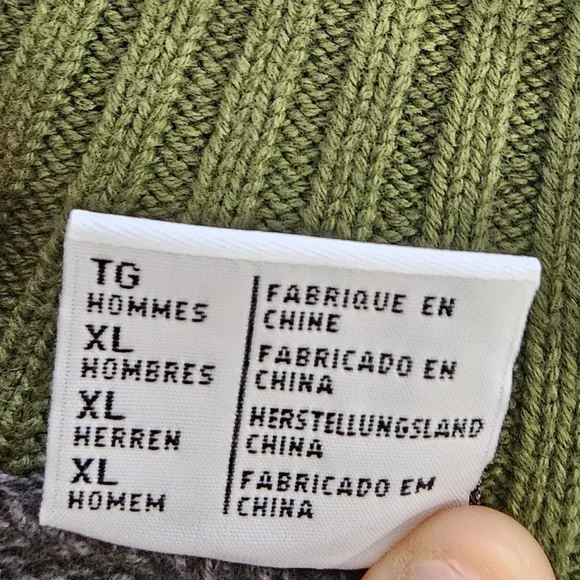 TG
HOMMES
XL
HOMBRES
XL
HERREN
XL
HOMEM
FABRIQUE EN
CHINE
FABRICADO EN
CHINA
HERSTELLUNGSLAND
CHINA
FABRICADO EM
CHINA